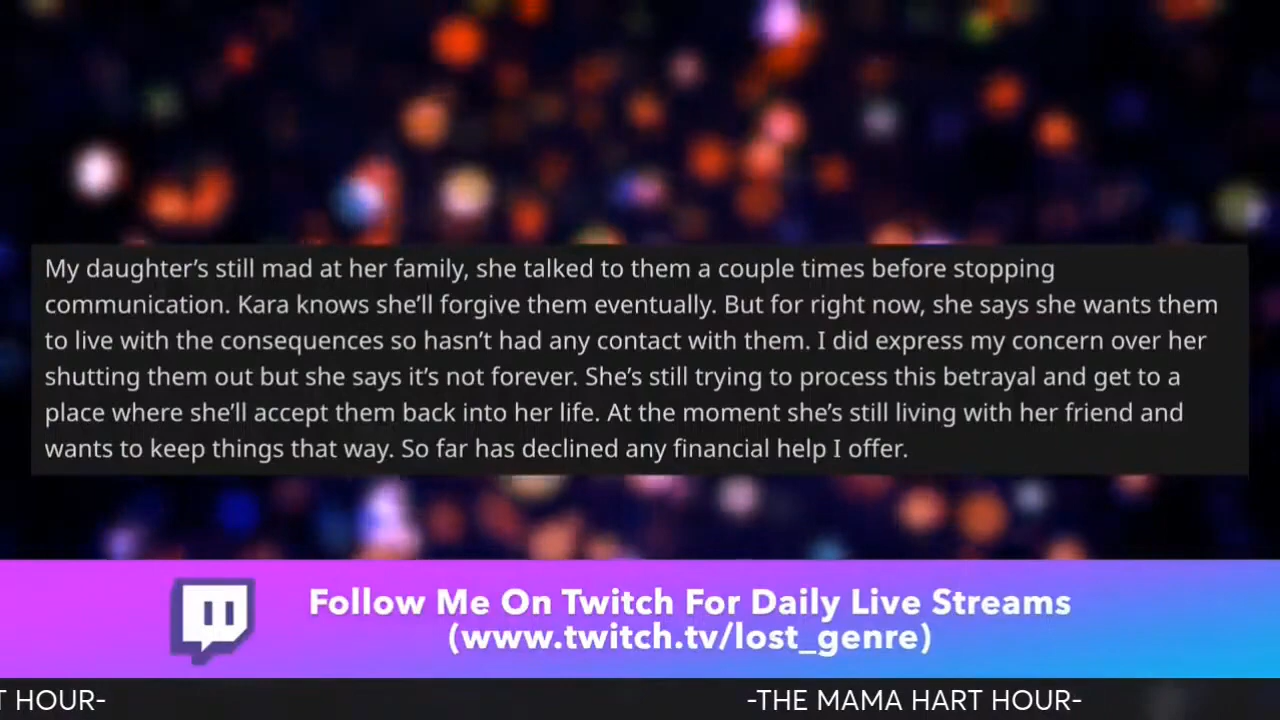 My daughter’s still mad at her family, she talked to them a couple times before stopping
communication. Kara knows she’ll forgive them eventually. But for right now, she says she wants them
to live with the consequences so hasn’t had any contact with them. I did express my concern over her
shutting them out but she says it’s not forever. She’s still trying to process this betrayal and get to a
place where she’ll accept them back into her life. At the moment she’s still living with her friend and
wants to keep things that way. So far has declined any financial help I offer.
Follow Me On Twitch For Daily Live Streams
(www.twitch.tv/lost_genre)
T HOUR- -THE MAMA HART HOUR-